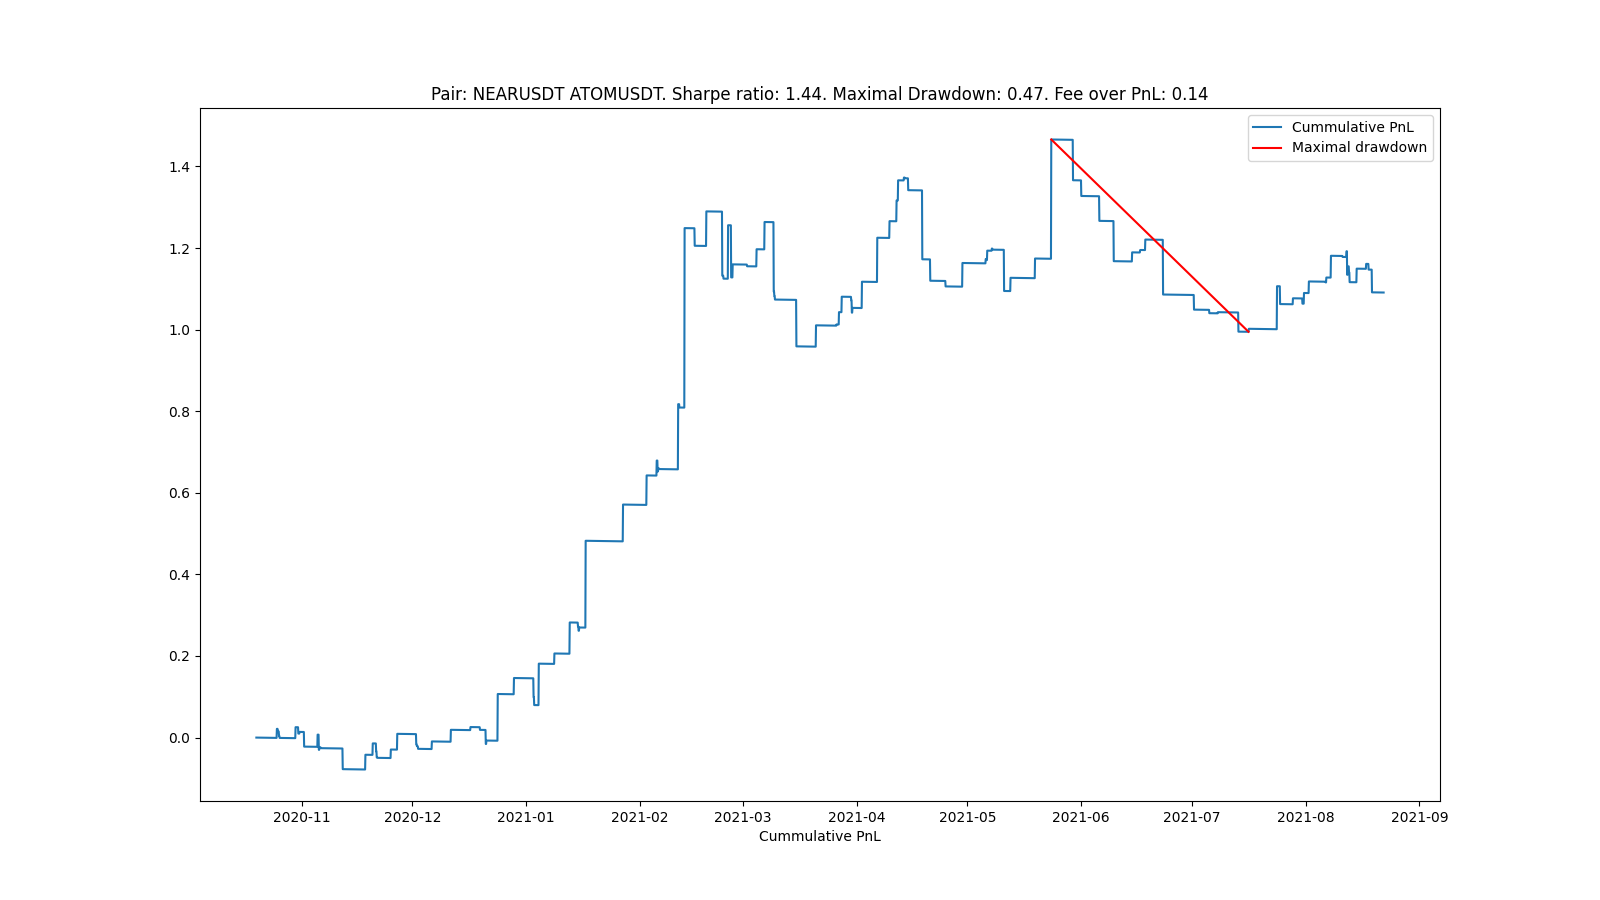 Pair: NEARUSDT ATOMUSDT. Sharpe ratio: 1.44. Maximal Drawdown: 0.47. Fee over PnL: 0.14
Cummulative PnL
Maximal drawdown
1.4
1.2
1.0
0.8
0.6
0.4
0.2
0.0
2020-11 2020-12 2021-01 2021-02 2021-03 2021-04 2021-05 2021-06 2021-07 2021-08 2021-09
Cummulative PnL